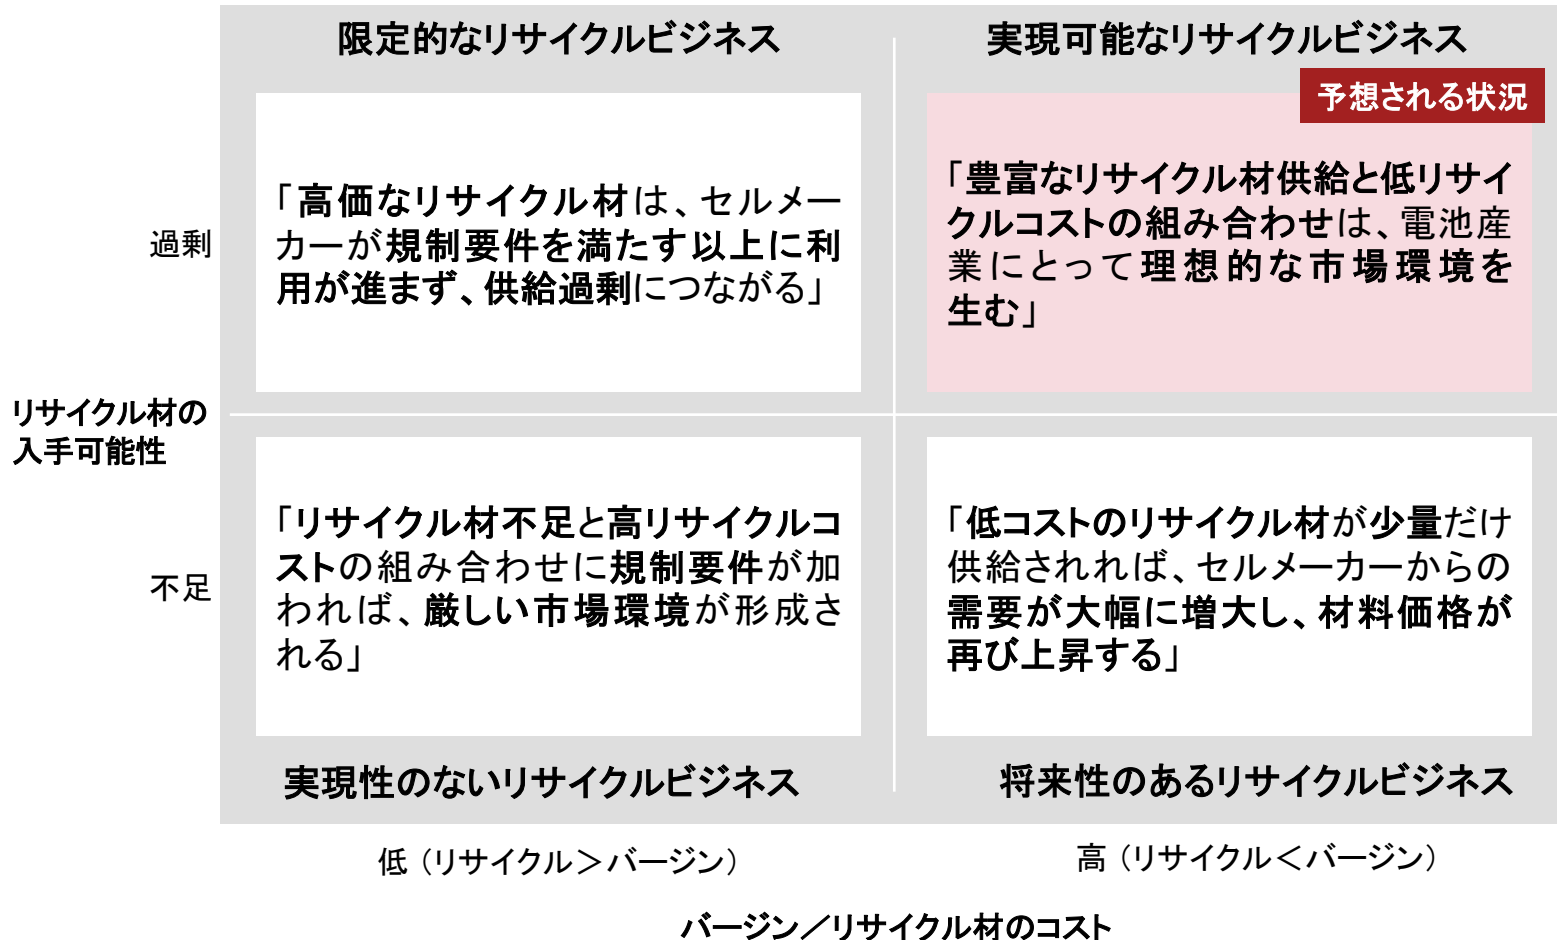 限定的なリサイクルビジネス
実現可能なリサイクルビジネス
予想される状況
「高価なリサイクル材は、セルメー
カーが規制要件を満たす以上に利
用が進まず、供給過剰につながる」
「豊富なリサイクル材供給と低リサイ
クルコストの組み合わせは、電池産
業にとって理想的な市場環境を
生む」
過剰
リサイクル材の
入手可能性
不足
「リサイクル材不足と高リサイクルコ
ストの組み合わせに規制要件が加
われば、厳しい市場環境が形成さ
れる」
「低コストのリサイクル材が少量だけ
供給されれば、セルメーカーからの
需要が大幅に増大し、材料価格が
再び上昇する」
実現性のないリサイクルビジネス
将来性のあるリサイクルビジネス
低（リサイクル＞バージン）
高（リサイクル＜バージン）
バージン／リサイクル材のコスト